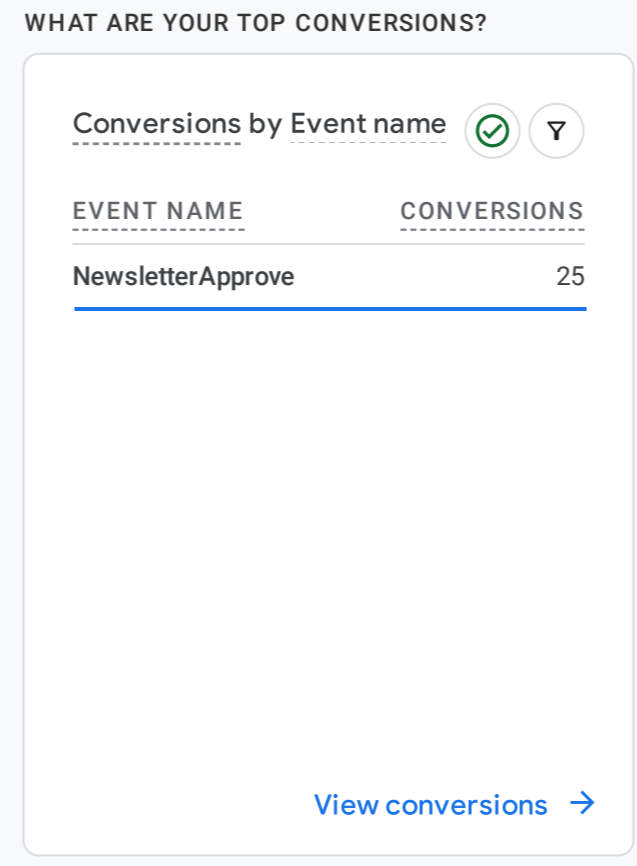 WHAT ARE YOUR TOP CONVERSIONS?
Conversions by Event name
EVENT NAME CONVERSIONS
NewsletterApprove 25
View conversions